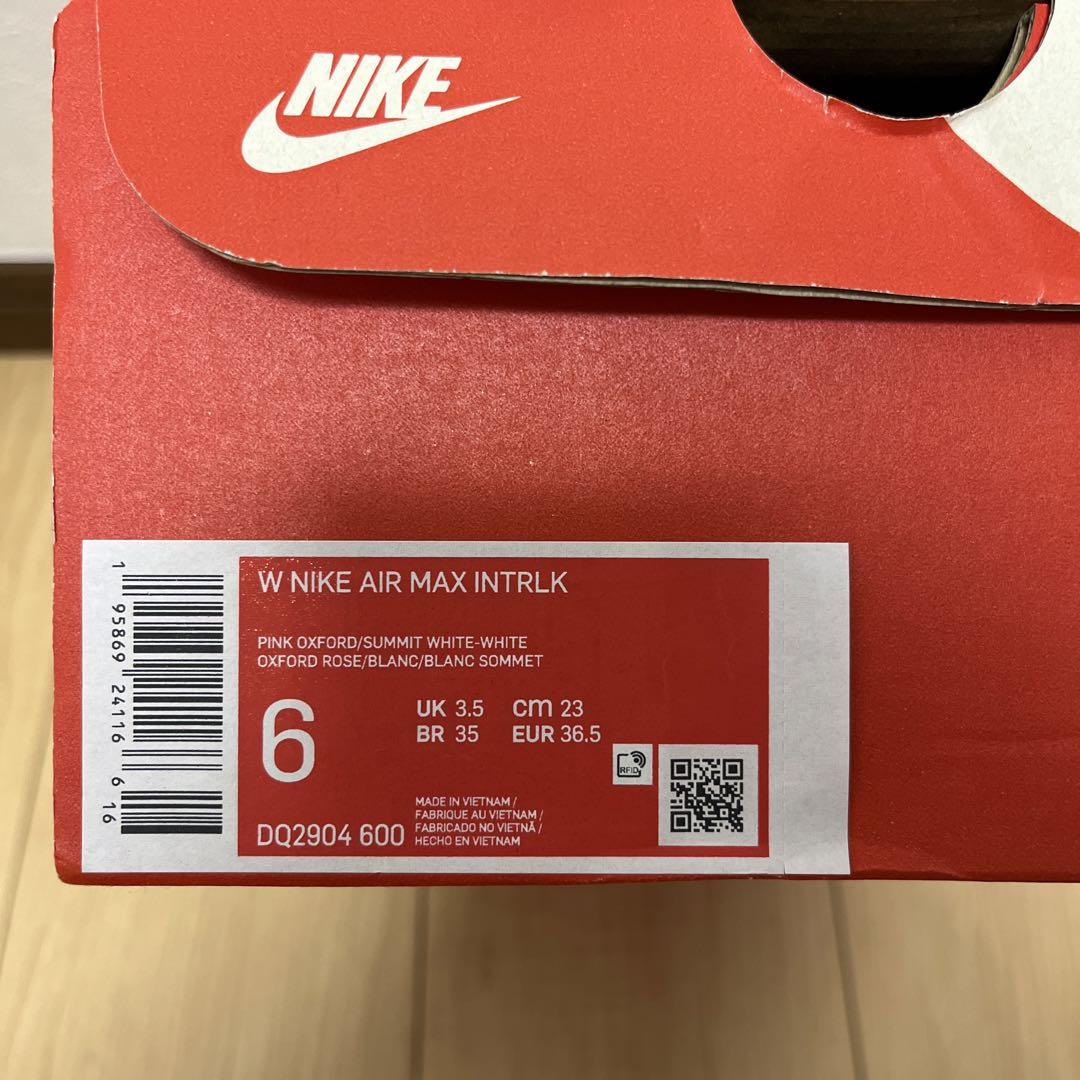 NIKE
W NIKE AIR MAX INTRLK
PINK OXFORD/SUMMIT WHITE-WHITE
OXFORD ROSE/BLANC/BLANC SOMMET
6
UK 3.5 cm 23
BR 35 EUR 36.5
RFID
MADE IN VIETNAM /
FABRIQUE AU VIETNAM /
FABRICADO NO VIETNÃ /
HECHO EN VIETNAM
DQ2904 600
1 95869 24116 6 16